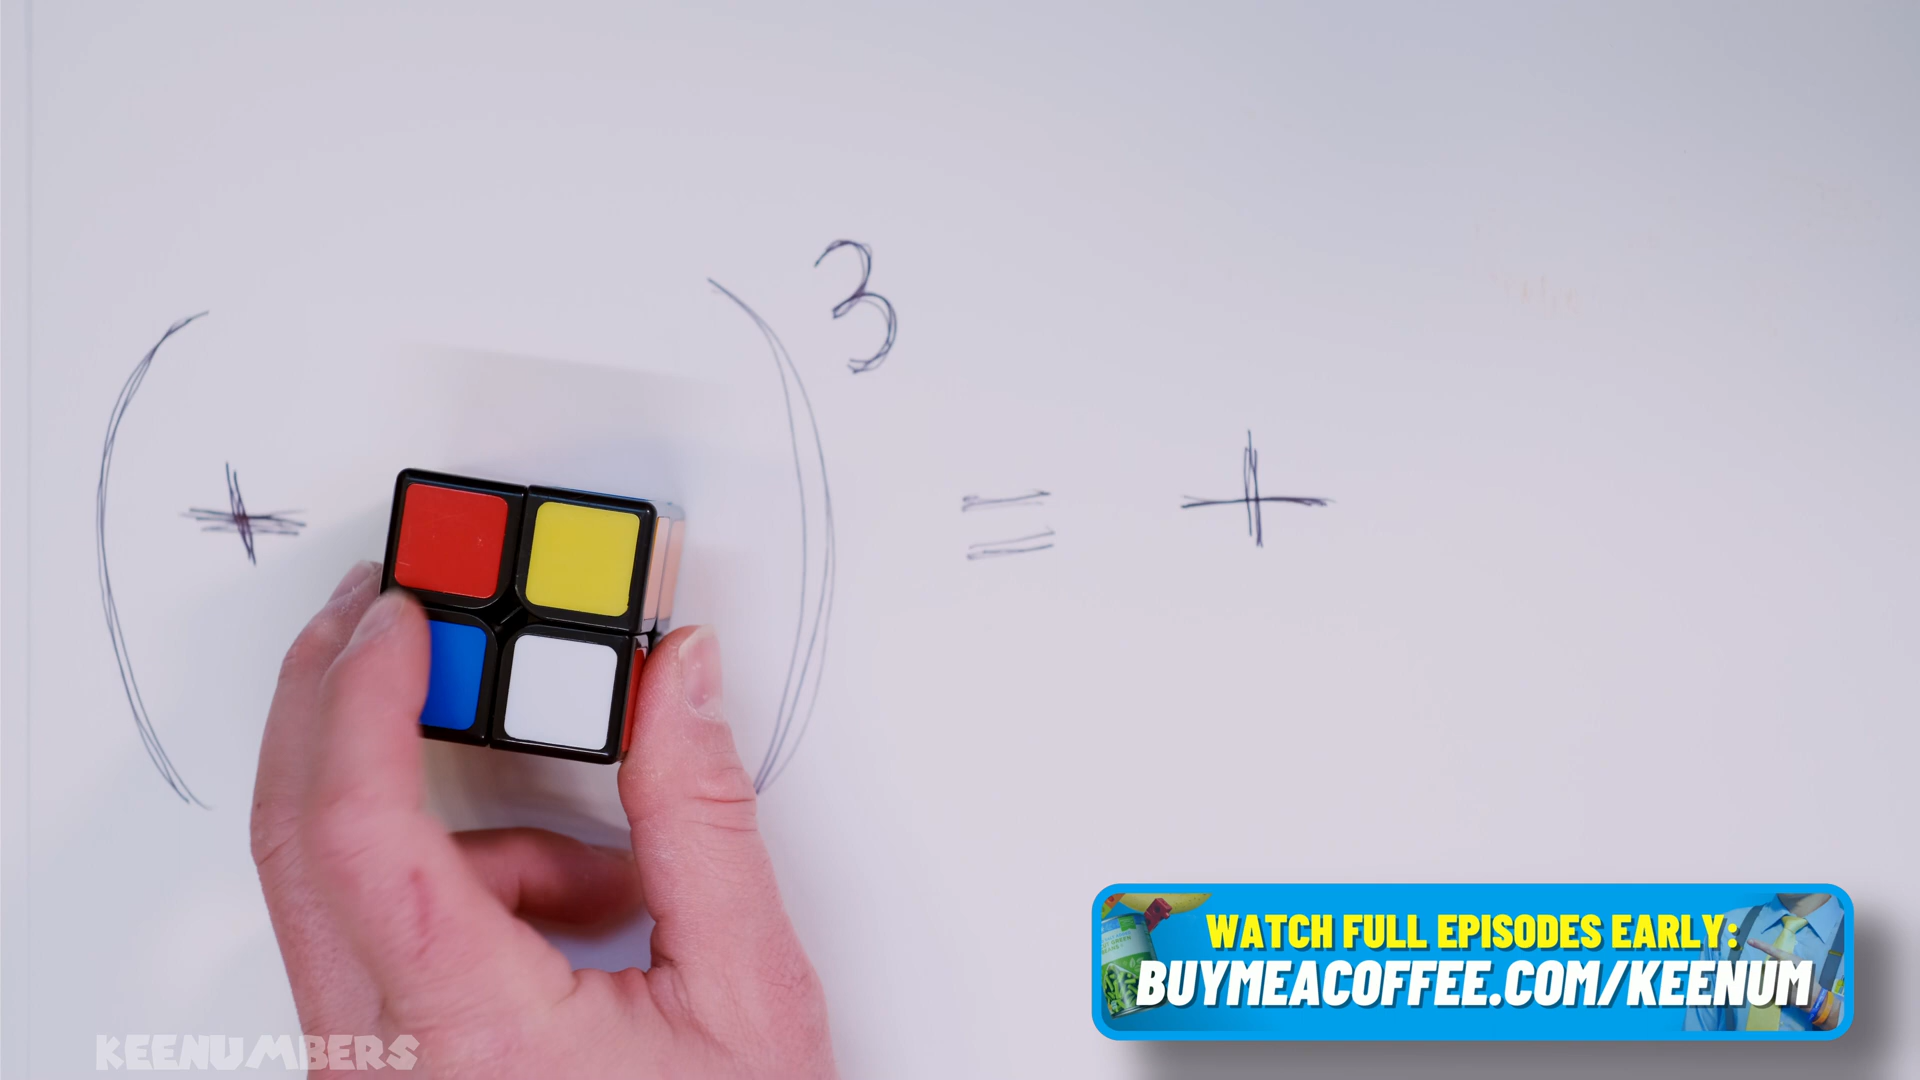 ( + )³ = +
WATCH FULL EPISODES EARLY:
BUYMEACOFFEE.COM/KEENUM
KEENUMBERS